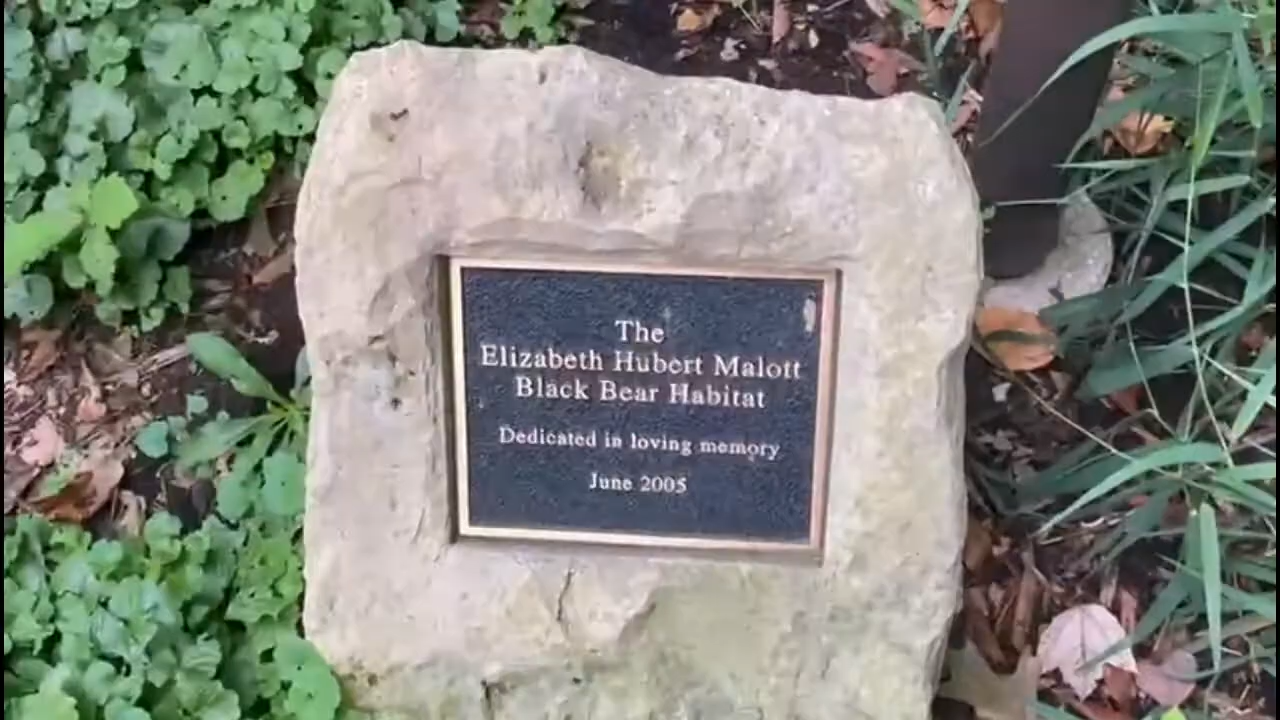 The
Elizabeth Hubert Malott
Black Bear Habitat
Dedicated in loving memory
June 2005